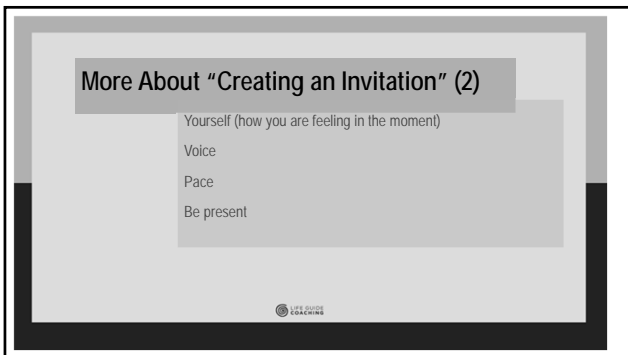 More About “Creating an Invitation” (2)
Yourself (how you are feeling in the moment)
Voice
Pace
Be present
LIFE GUIDE
COACHING